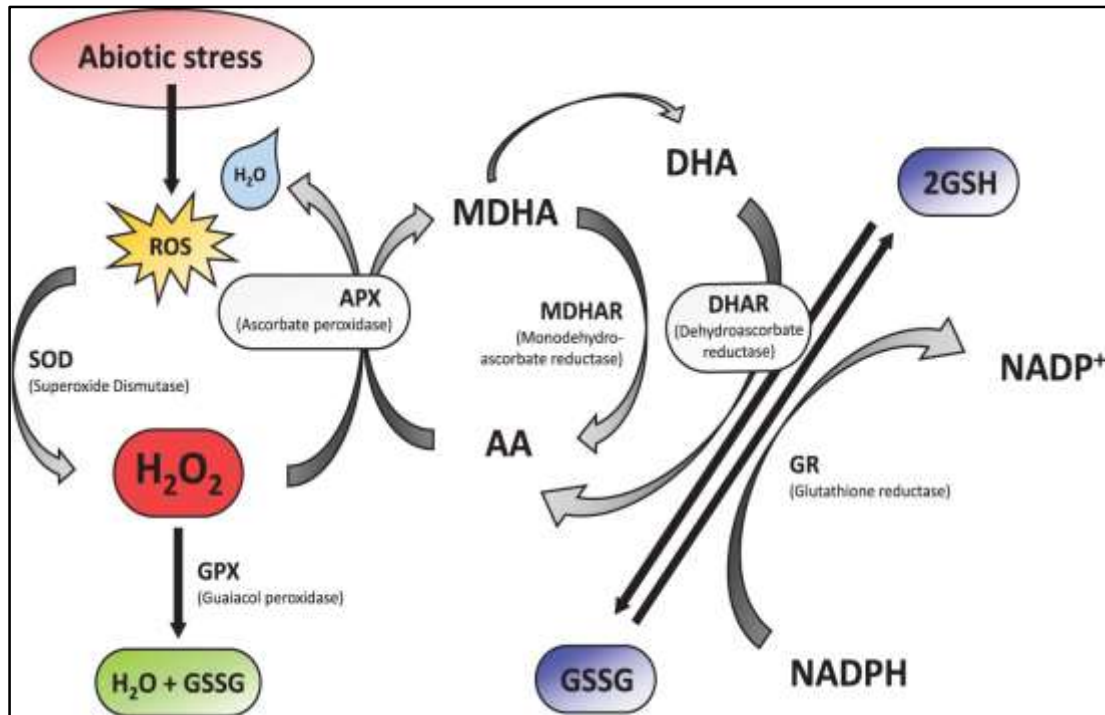 Abiotic stress
H₂O
ROS
SOD
(Superoxide Dismutase)
H₂O₂
GPX
(Guaiacol peroxidase)
H₂O + GSSG
APX
(Ascorbate peroxidase)
MDHA
MDHAR
(Monodehydro-
ascorbate reductase)
AA
DHA
DHAR
(Dehydroascorbate
reductase)
2GSH
NADP⁺
GR
(Glutathione reductase)
GSSG
NADPH